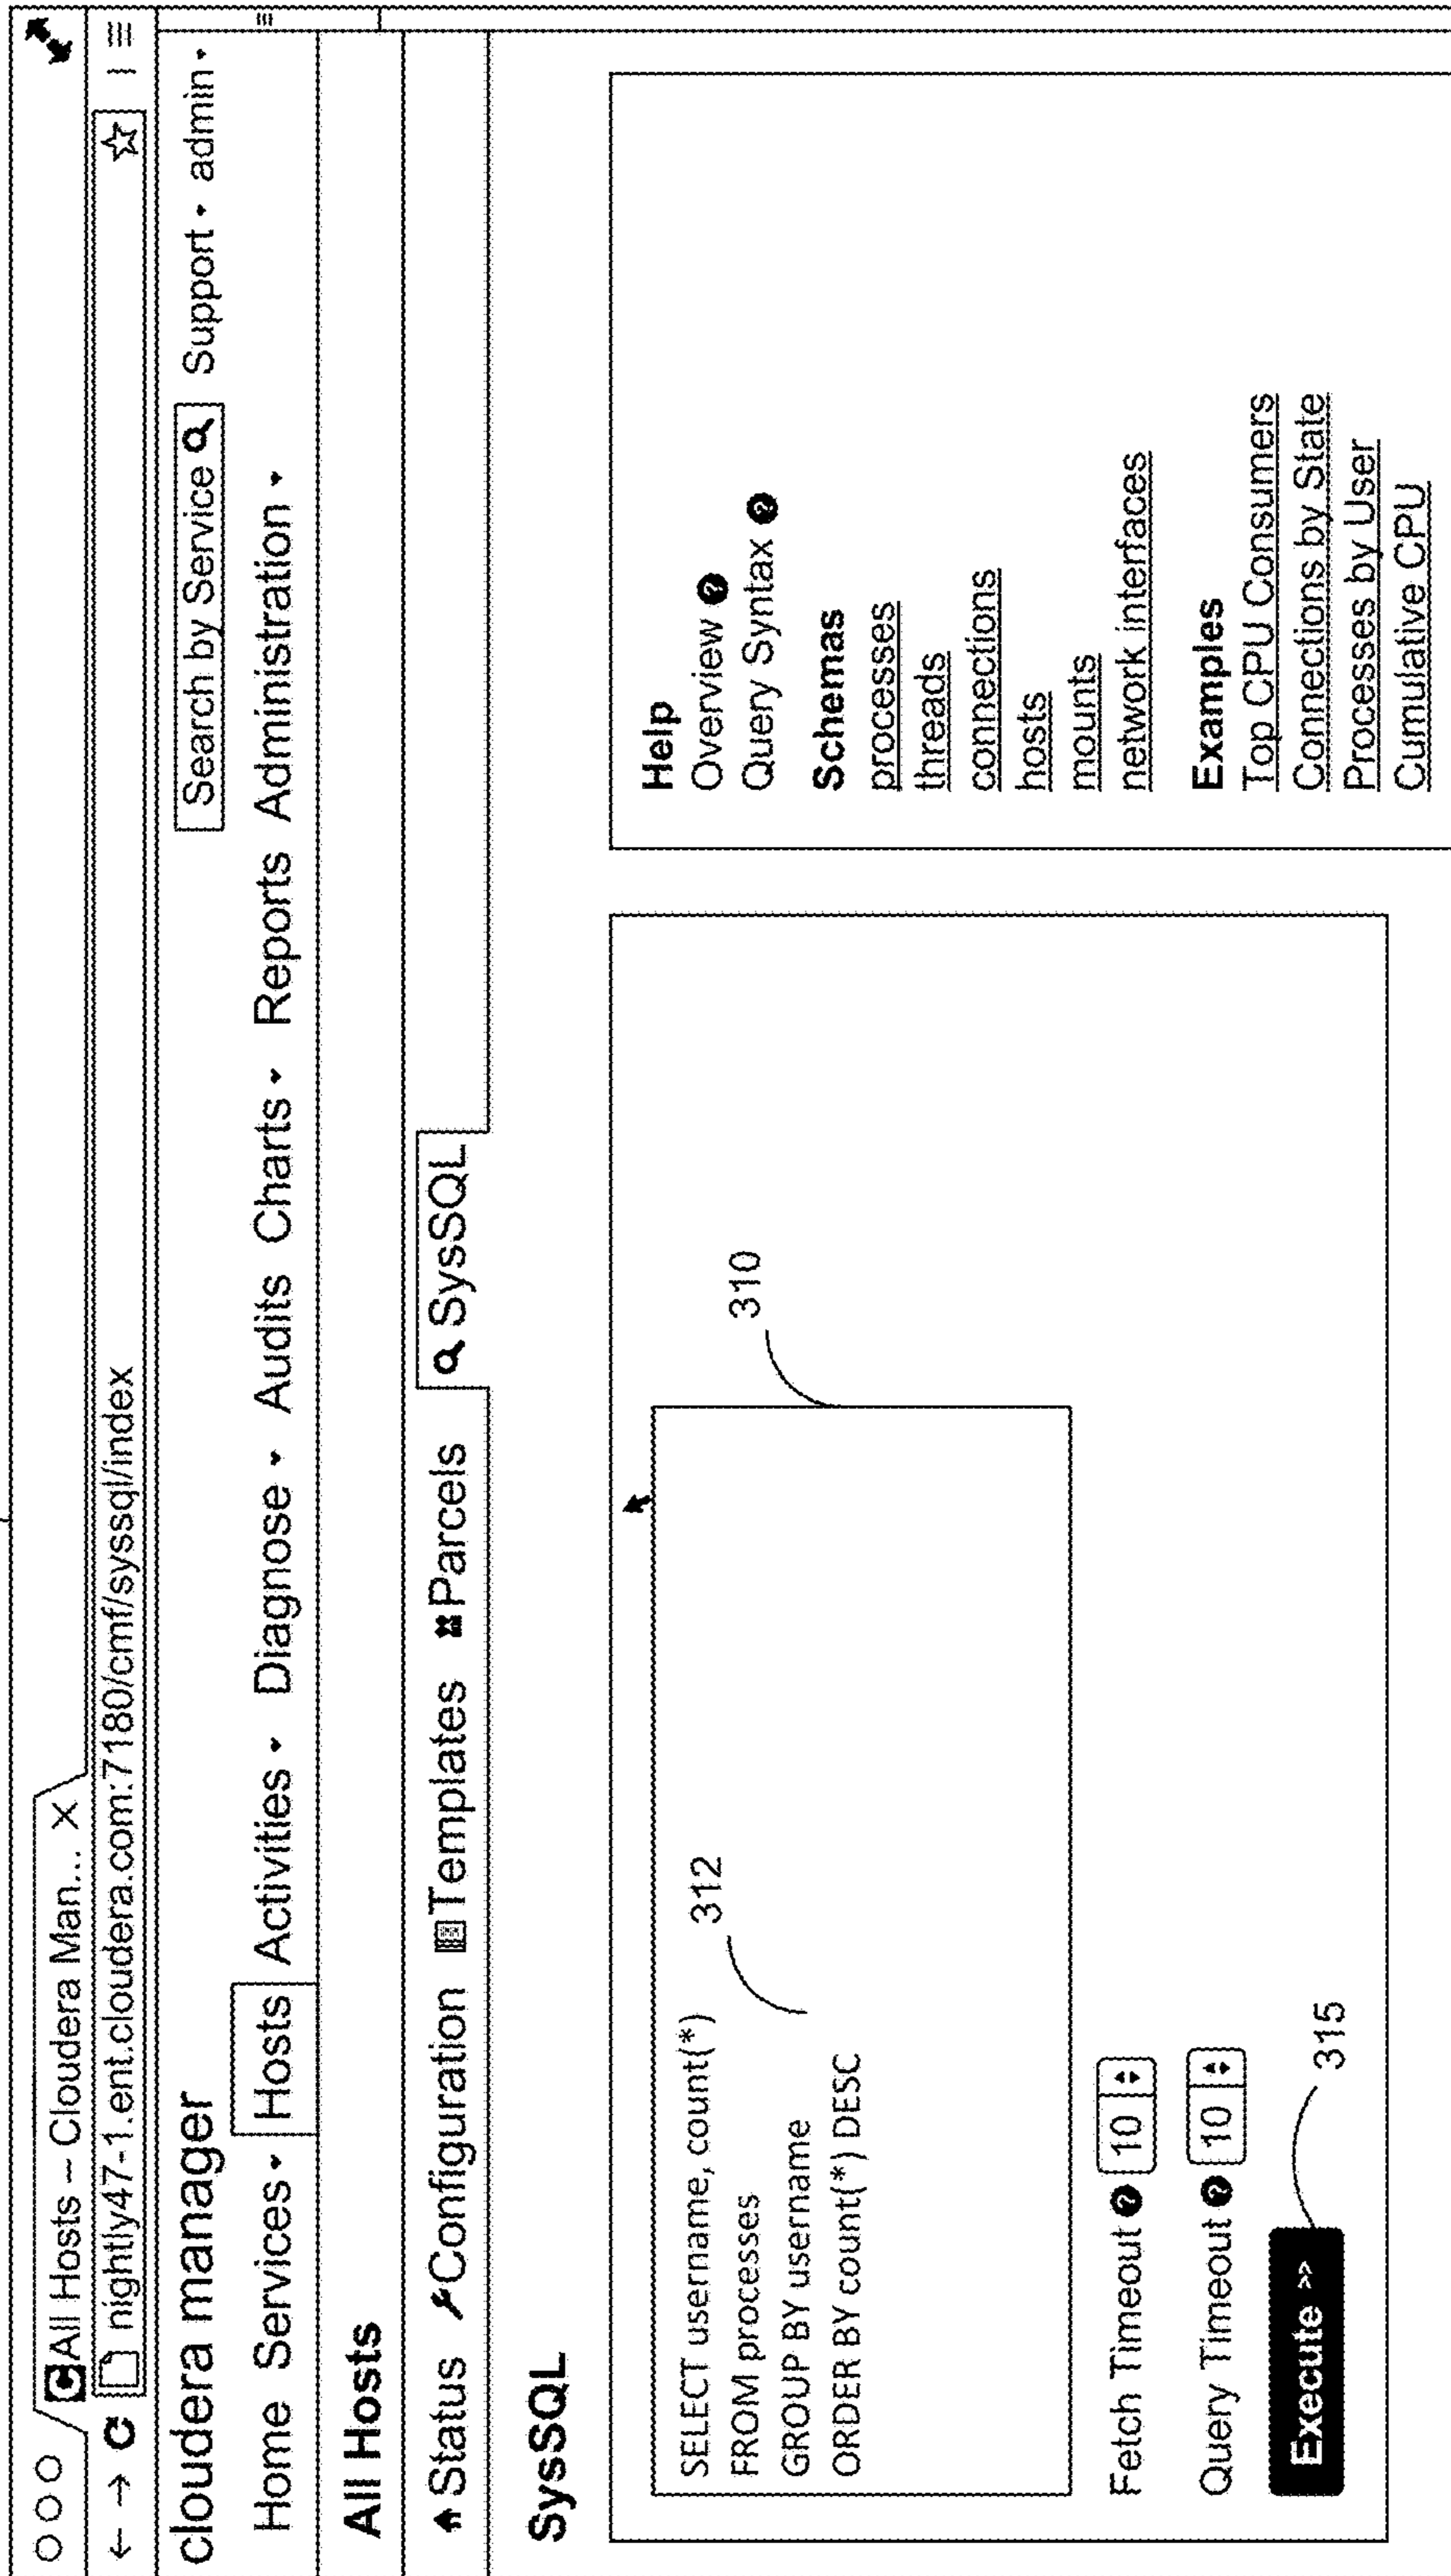 All Hosts – Cloudera Man... X
nightly47-1.ent.cloudera.com:7180/cmf/syssql/index
cloudera manager
Search by Service
Support
admin
Home Services Hosts Activities Diagnose Audits Charts Reports Administration
All Hosts
Status Configuration Templates Parcels SysSQL
SysSQL
SELECT username, count(*)
FROM processes
GROUP BY username
ORDER BY count(*) DESC
312
310
Fetch Timeout ? 10
Query Timeout ? 10
Execute >>
315
Help
Overview ?
Query Syntax ?
Schemas
processes
threads
connections
hosts
mounts
network interfaces
Examples
Top CPU Consumers
Connections by State
Processes by User
Cumulative CPU